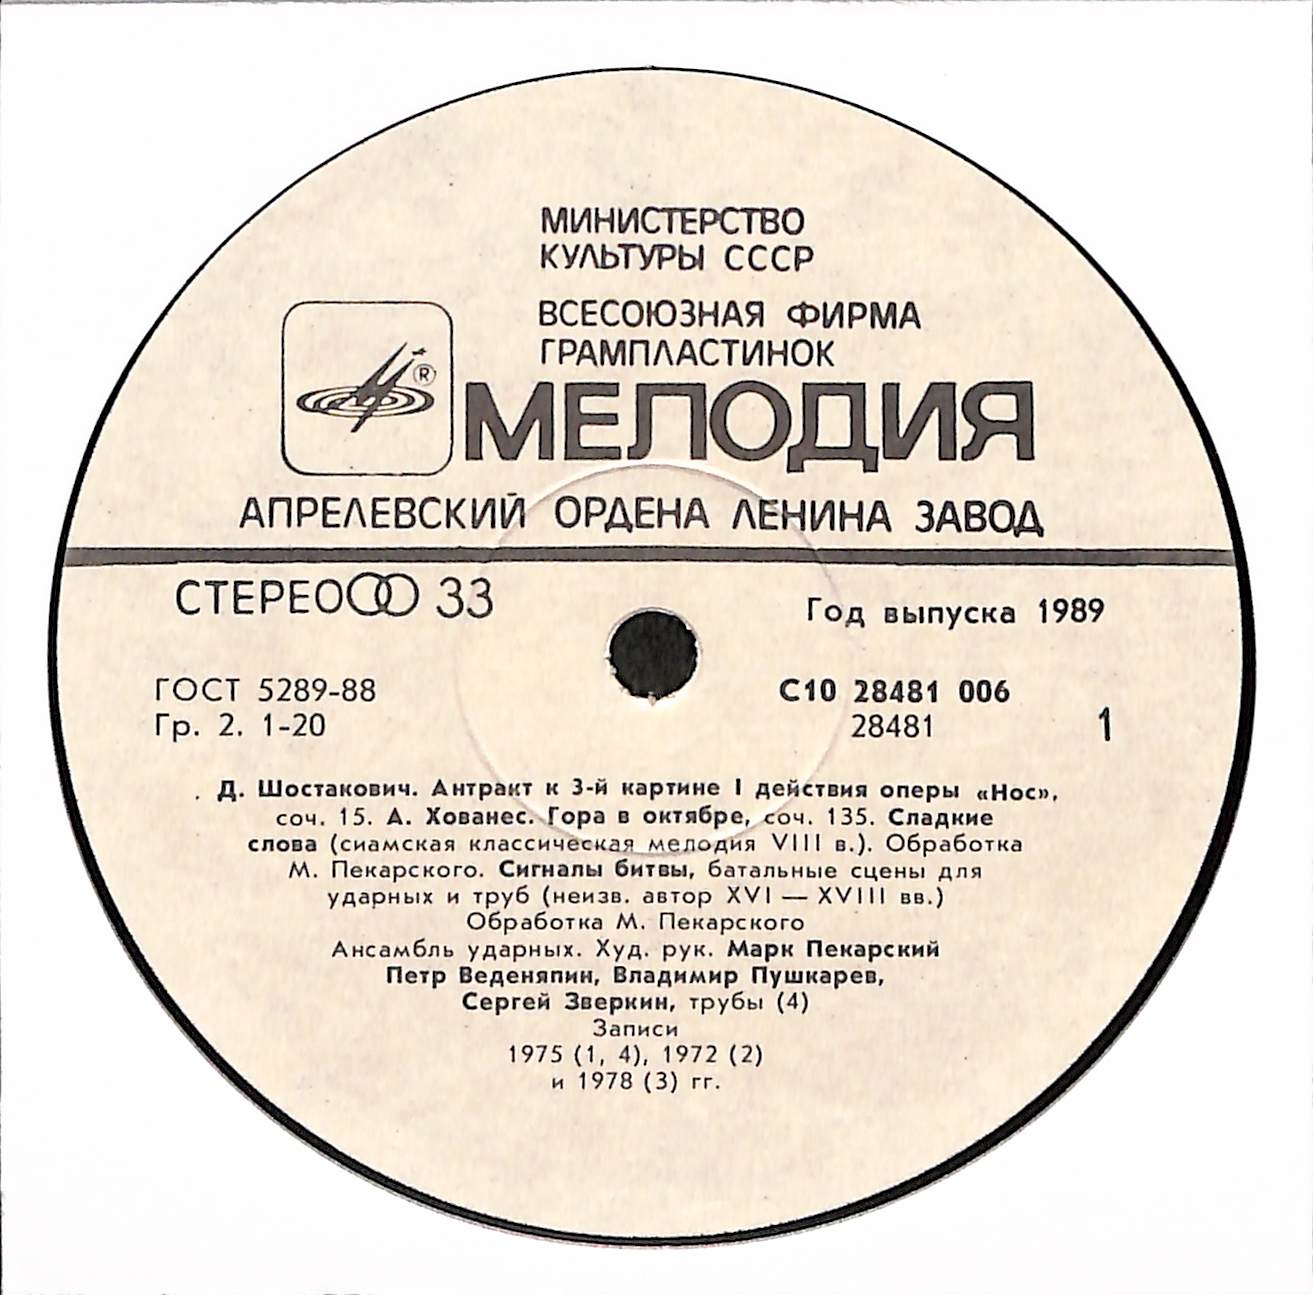 МИНИСТЕРСТВО
КУЛЬТУРЫ СССР
ВСЕСОЮЗНАЯ ФИРМА
ГРАМПЛАСТИНОК
®
МЕЛОДИЯ
АПРЕЛЕВСКИЙ ОРДЕНА ЛЕНИНА ЗАВОД
СТЕРЕО 33
Год выпуска 1989
ГОСТ 5289-88
Гр. 2. 1-20
С10 28481 006
28481
1
Д. Шостакович. Антракт к 3-й картине I действия оперы «Нос»,
соч. 15. А. Хованес. Гора в октябре, соч. 135. Сладкие
слова (сиамская классическая мелодия VIII в.). Обработка
М. Пекарского. Сигналы битвы, батальные сцены для
ударных и труб (неизв. автор XVI — XVIII вв.)
Обработка М. Пекарского
Ансамбль ударных. Худ. рук. Марк Пекарский
Петр Веденяпин, Владимир Пушкарев,
Сергей Зверкин, трубы (4)
Записи
1975 (1, 4), 1972 (2)
и 1978 (3) гг.